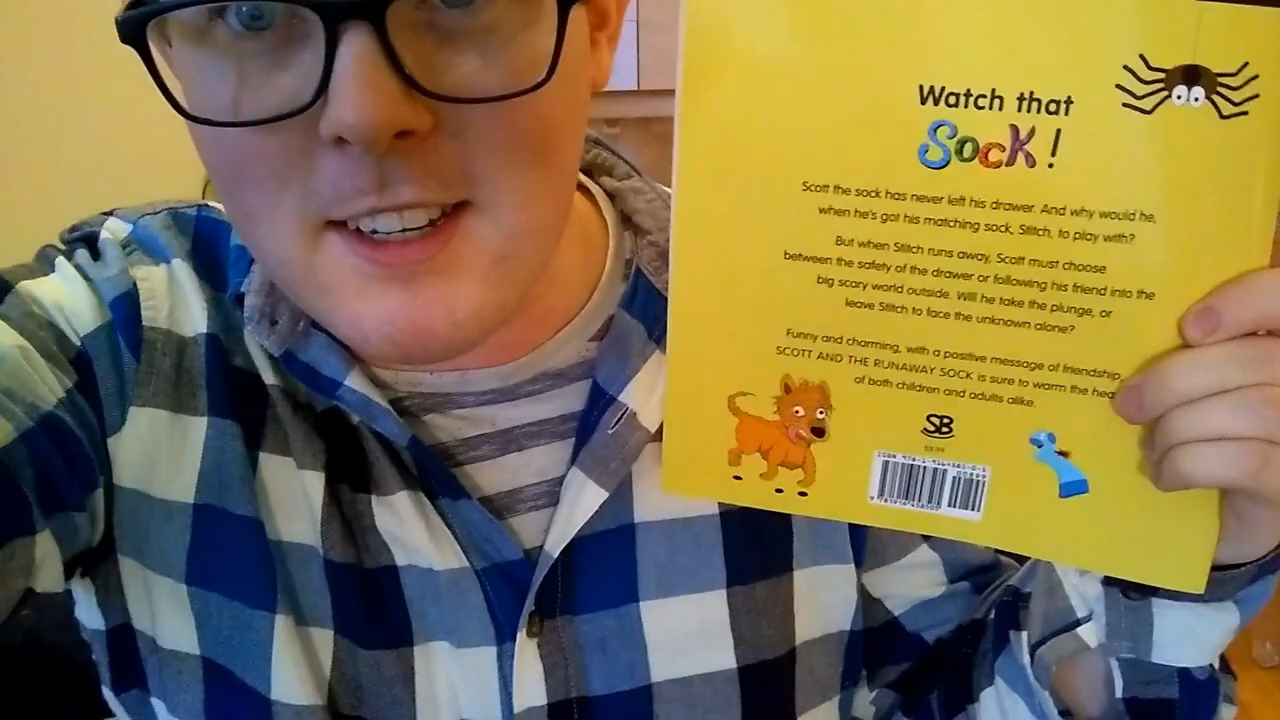 Watch that
Sock!
Scott the sock has never left his drawer. And why would he,
when he's got his matching sock, Stitch, to play with?
But when Stitch runs away, Scott must choose
between the safety of the drawer or following his friend into the
big scary world outside. Will he take the plunge, or
leave Stitch to face the unknown alone?
Funny and charming, with a positive message of friendship,
SCOTT AND THE RUNAWAY SOCK is sure to warm the hea
of both children and adults alike.
SB
£8.99
ISBN
00899